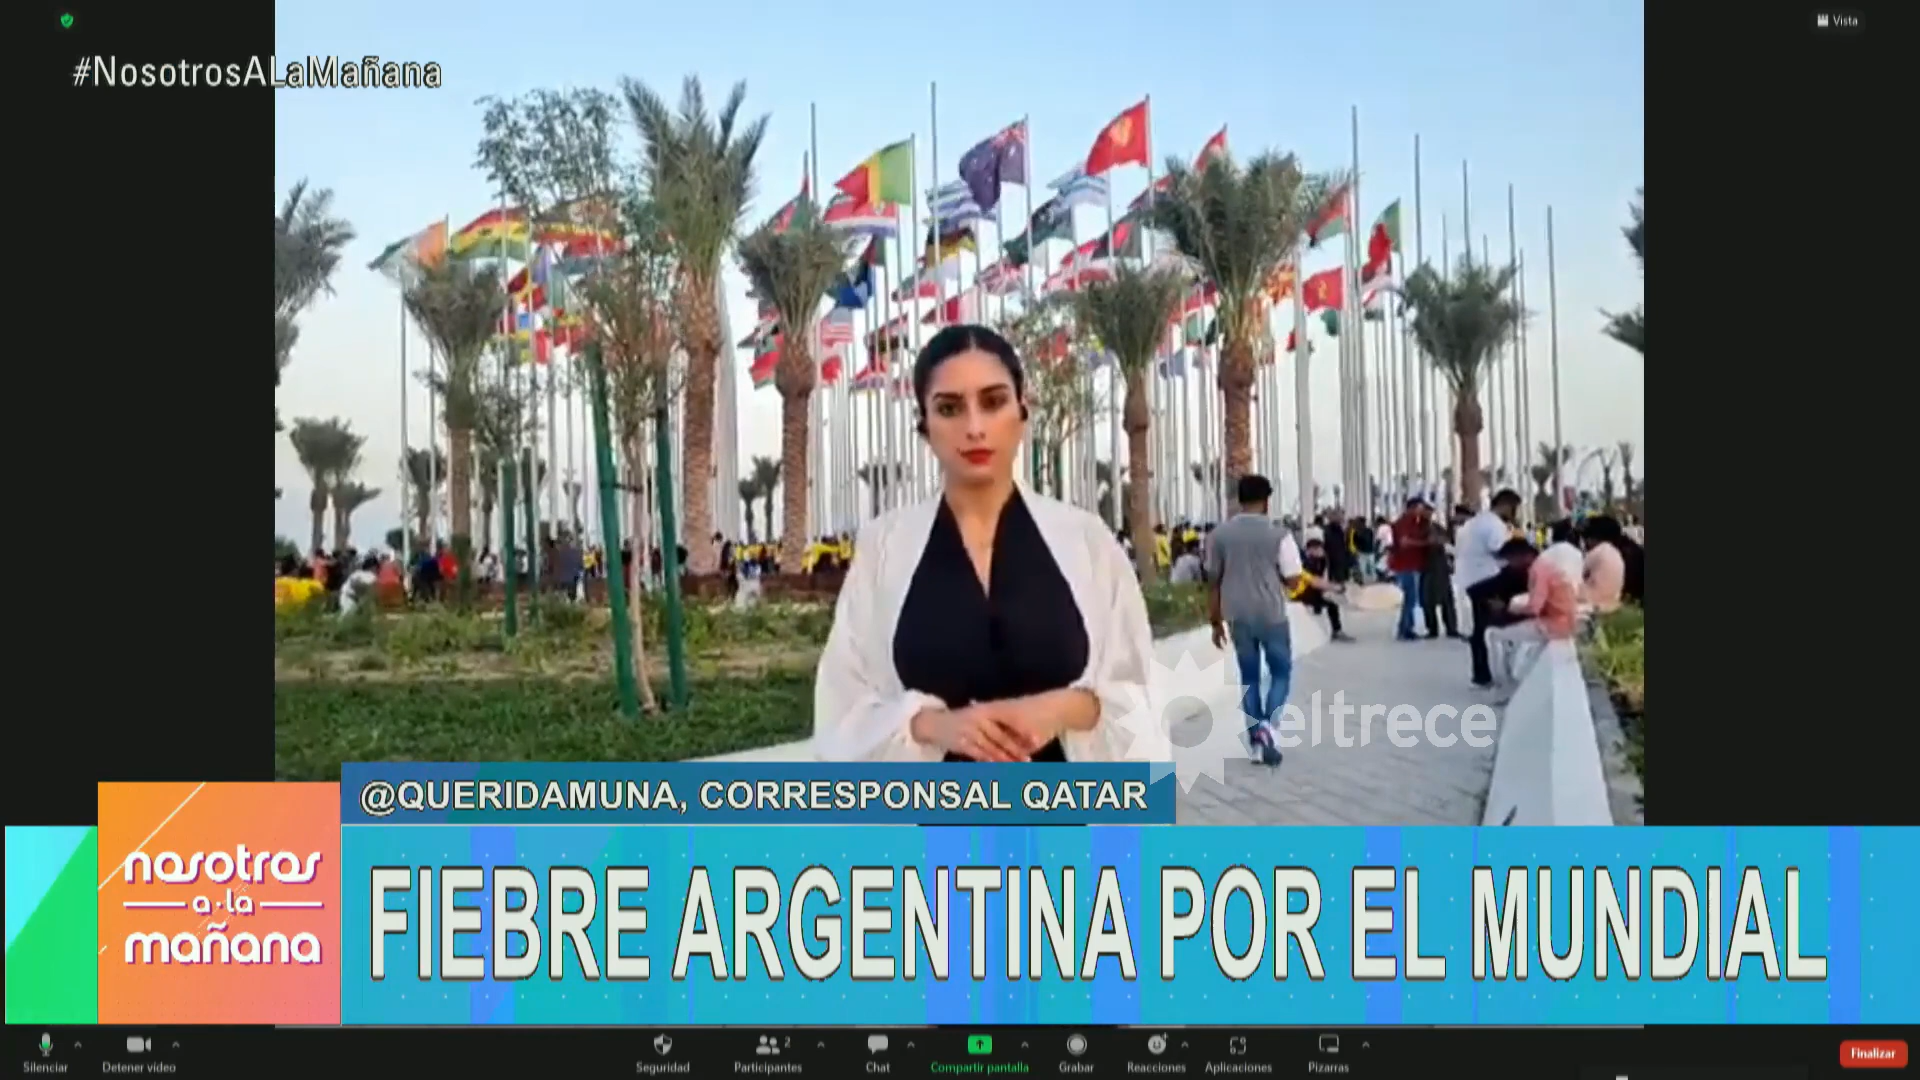 Vista
#NosotrosALaMañana
eltrece
@QUERIDAMUNA, CORRESPONSAL QATAR
nosotros
a·la
mañana
FIEBRE ARGENTINA POR EL MUNDIAL
Silenciar
Detener vídeo
Seguridad
2
Participantes
Chat
Compartir pantalla
Grabar
Reacciones
Aplicaciones
Pizarras
Finalizar